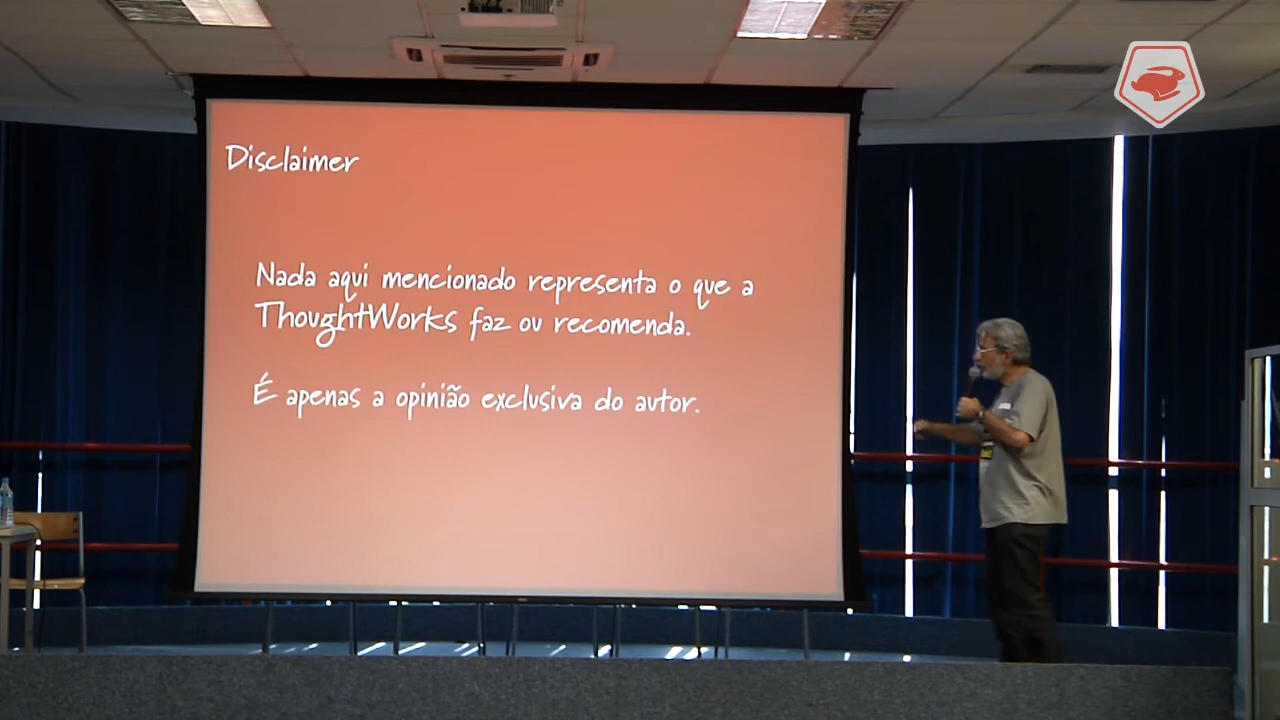 Disclaimer
Nada aqui mencionado representa o que a
ThoughtWorks faz ou recomenda.
É apenas a opinião exclusiva do autor.